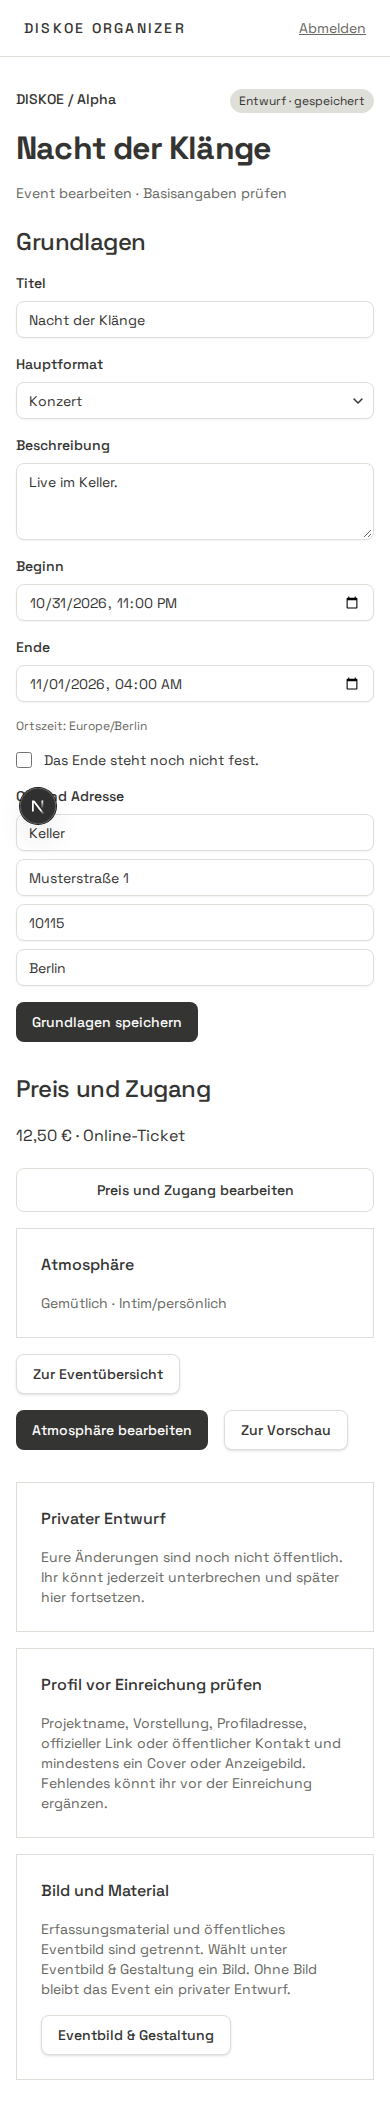 DISKOE ORGANIZER
Abmelden
DISKOE / Alpha
Entwurf · gespeichert
Nacht der Klänge
Event bearbeiten · Basisangaben prüfen
Grundlagen
Titel
Nacht der Klänge
Hauptformat
Konzert
Beschreibung
Live im Keller.
Beginn
10/31/2026, 11:00 PM
Ende
11/01/2026, 04:00 AM
Ortszeit: Europe/Berlin
Das Ende steht noch nicht fest.
Adresse
N
Keller
Musterstraße 1
10115
Berlin
Grundlagen speichern
Preis und Zugang
12,50 € · Online-Ticket
Preis und Zugang bearbeiten
Atmosphäre
Gemütlich · Intim/persönlich
Zur Eventübersicht
Atmosphäre bearbeiten
Zur Vorschau
Privater Entwurf
Eure Änderungen sind noch nicht öffentlich.
Ihr könnt jederzeit unterbrechen und später
hier fortsetzen.
Profil vor Einreichung prüfen
Projektname, Vorstellung, Profiladresse,
offizieller Link oder öffentlicher Kontakt und
mindestens ein Cover oder Anzeigebild.
Fehlendes könnt ihr vor der Einreichung
ergänzen.
Bild und Material
Erfassungsmaterial und öffentliches
Eventbild sind getrennt. Wählt unter
Eventbild & Gestaltung ein Bild. Ohne Bild
bleibt das Event ein privater Entwurf.
Eventbild & Gestaltung